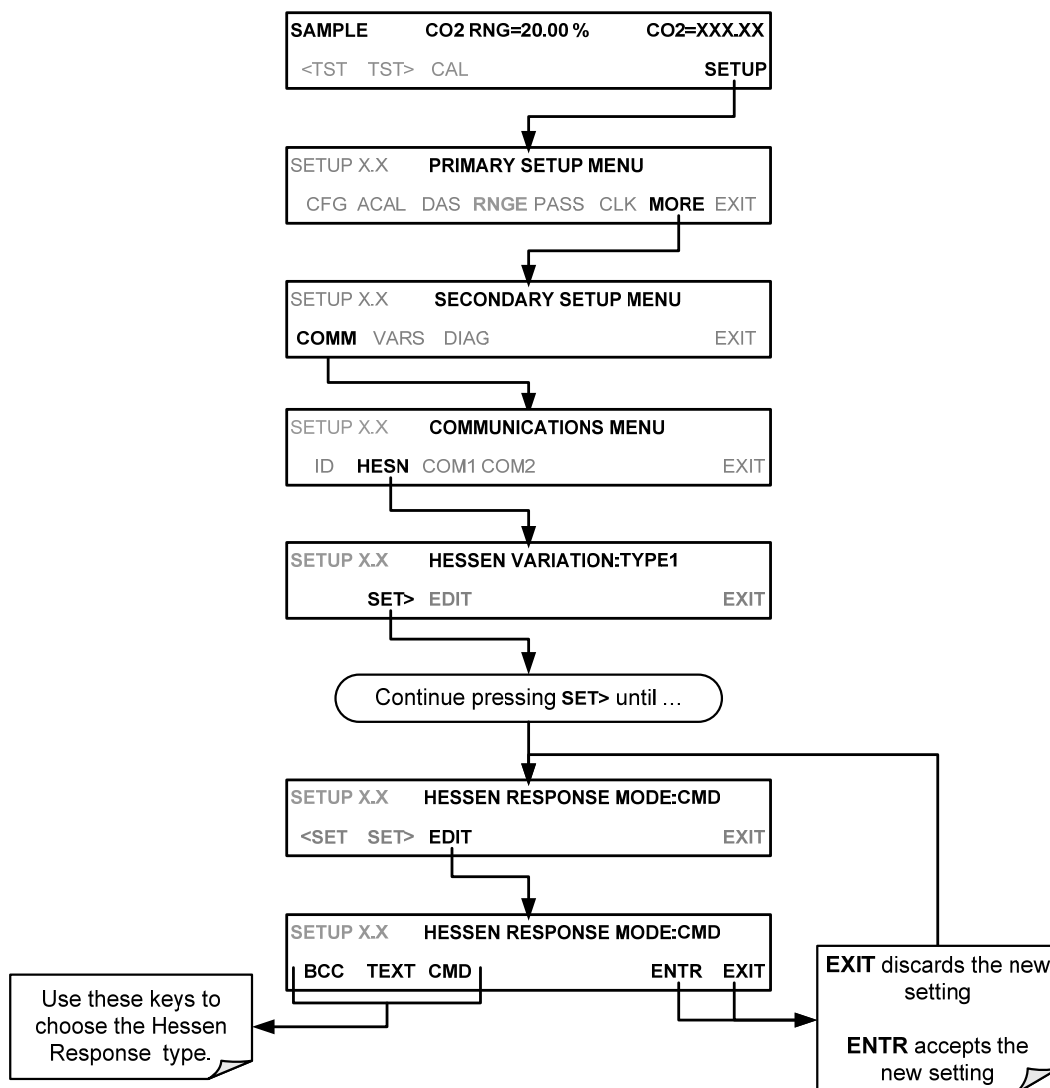 SAMPLE CO2 RNG=20.00 % CO2=XXX.XX
<TST TST> CAL SETUP
SETUP X.X PRIMARY SETUP MENU
CFG ACAL DAS RNGE PASS CLK MORE EXIT
SETUP X.X SECONDARY SETUP MENU
COMM VARS DIAG EXIT
SETUP X.X COMMUNICATIONS MENU
ID HESN COM1 COM2 EXIT
SETUP X.X HESSEN VARIATION:TYPE1
SET> EDIT EXIT
Continue pressing SET> until ...
SETUP X.X HESSEN RESPONSE MODE:CMD
<SET SET> EDIT EXIT
SETUP X.X HESSEN RESPONSE MODE:CMD
BCC TEXT CMD ENTR EXIT
Use these keys to
choose the Hessen
Response type.
EXIT discards the new
setting
ENTR accepts the
new setting